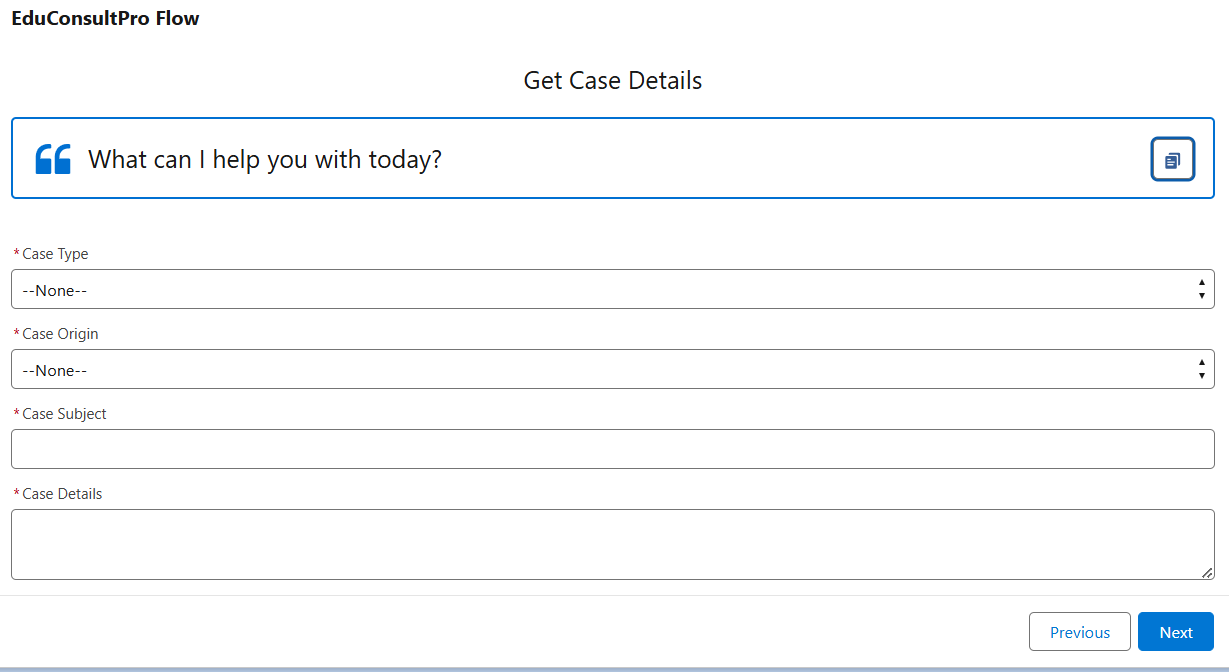 EduConsultPro Flow
Get Case Details
What can I help you with today?
*Case Type
--None--
*Case Origin
--None--
*Case Subject
*Case Details
Previous Next